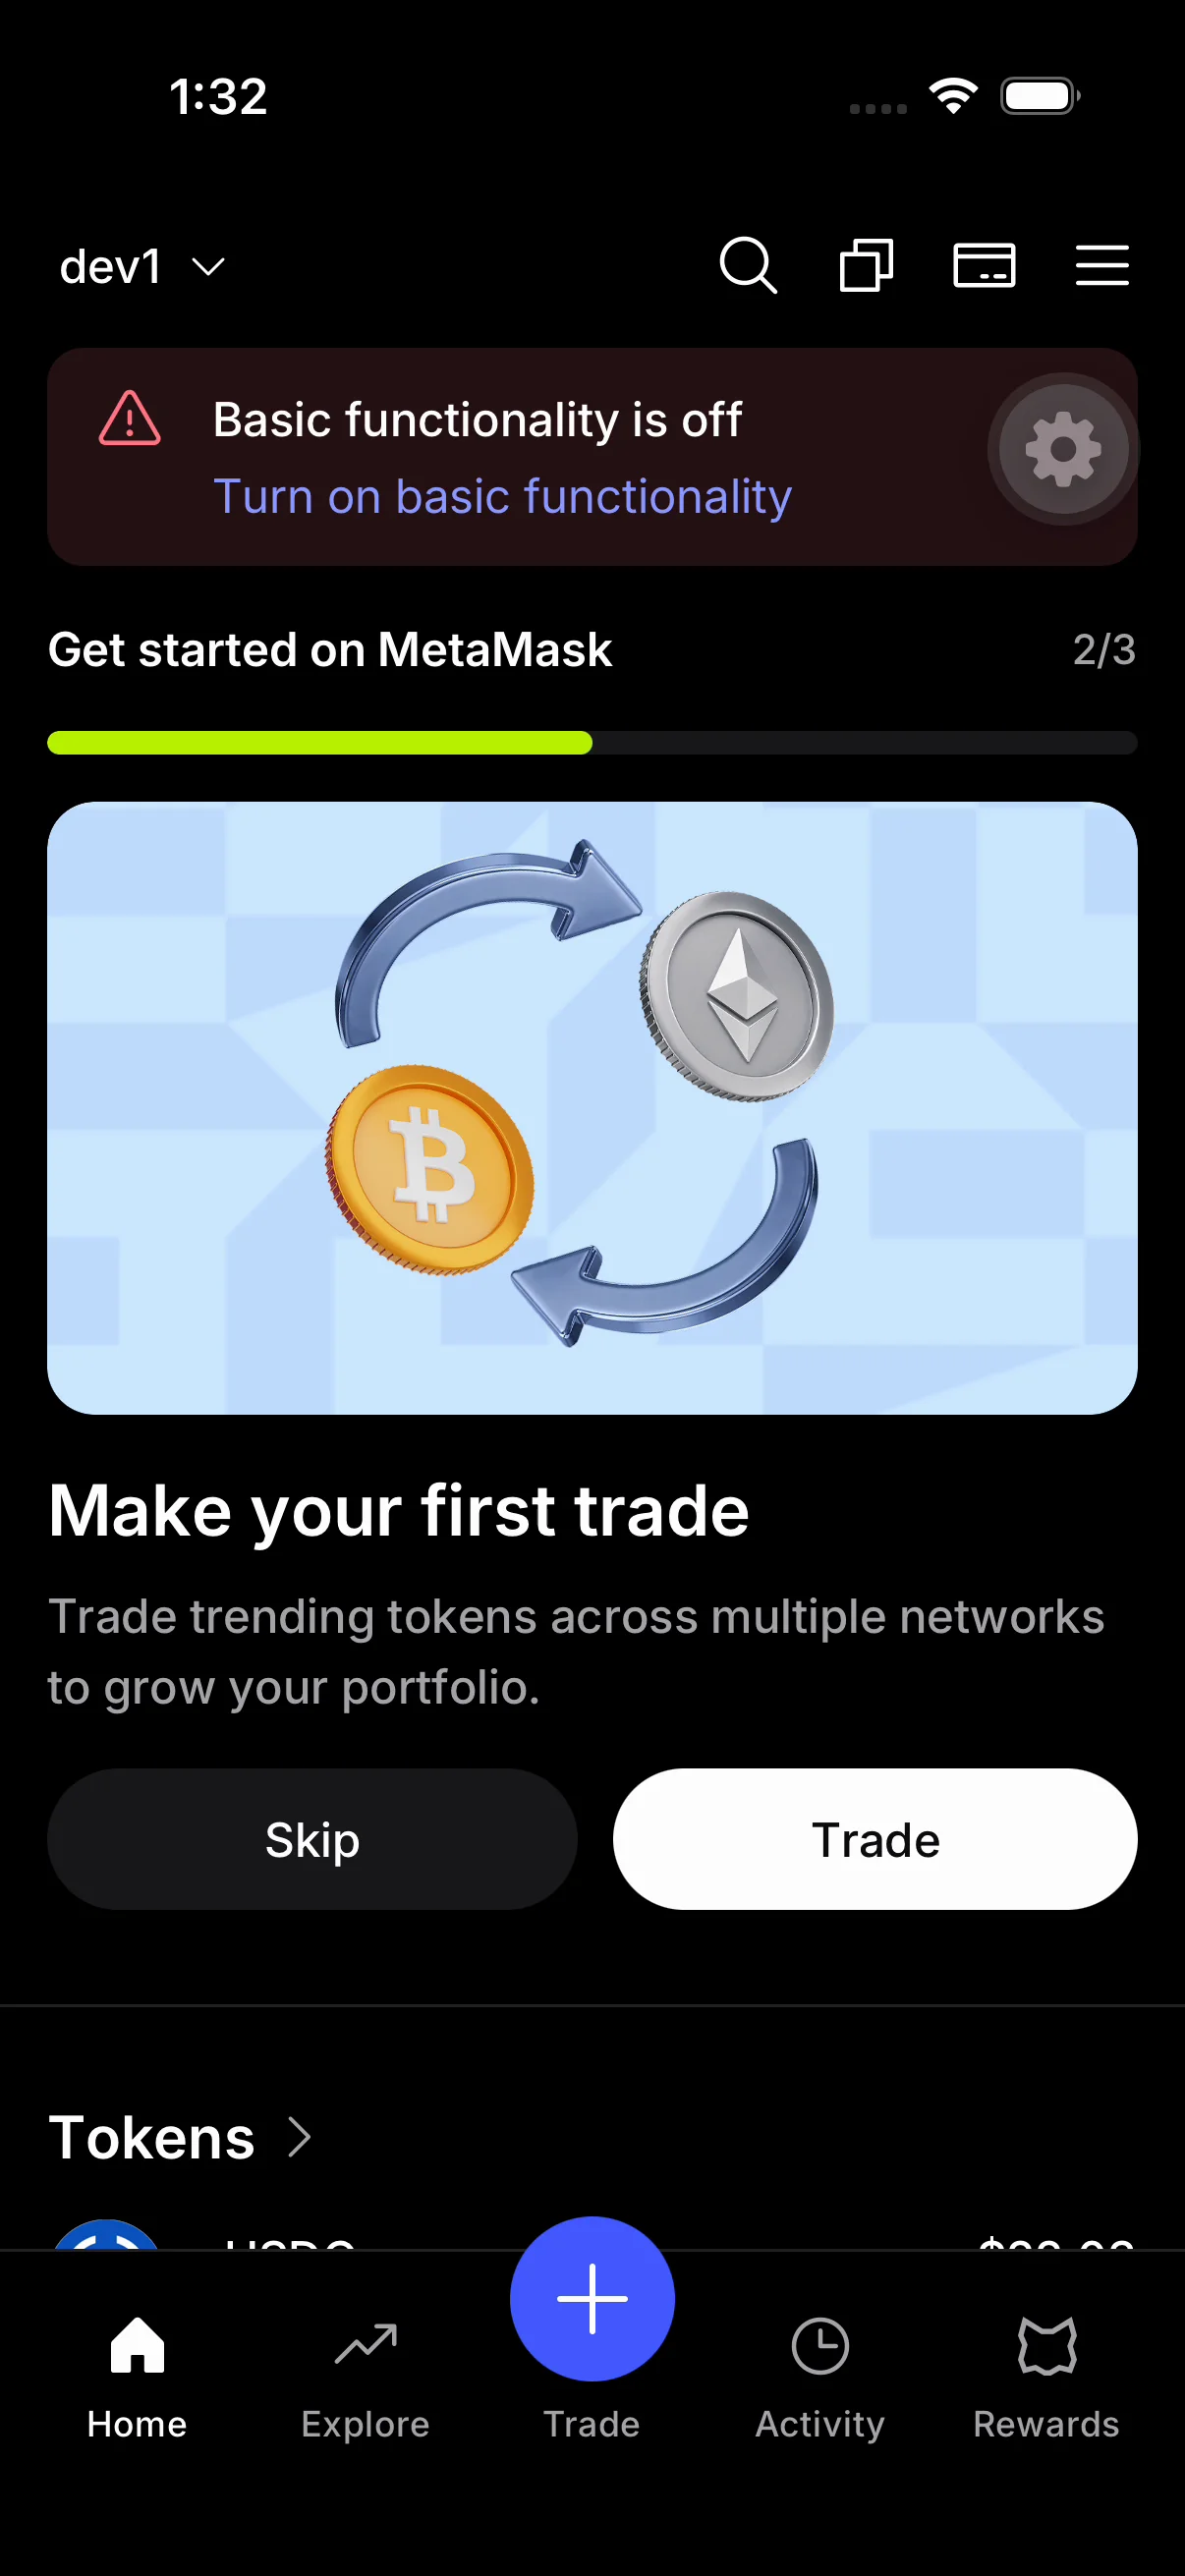 1:32
dev1
Basic functionality is off
Turn on basic functionality
Get started on MetaMask
2/3
Make your first trade
Trade trending tokens across multiple networks
to grow your portfolio.
Skip
Trade
Tokens
Home
Explore
Trade
Activity
Rewards